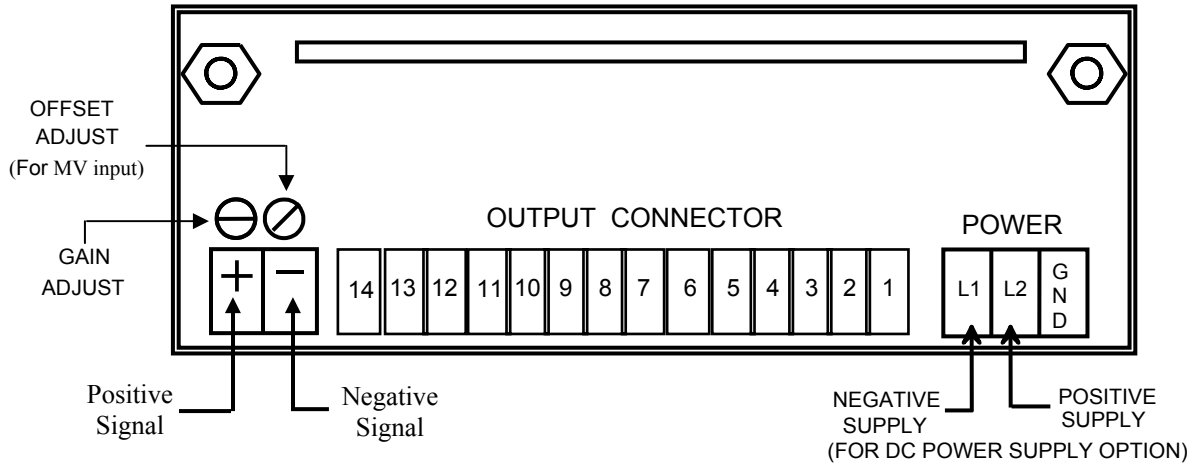 OFFSET
ADJUST
(For MV input)
OUTPUT CONNECTOR
POWER
GAIN
ADJUST
+ −
14 13 12 11 10 9 8 7 6 5 4 3 2 1
L1 L2 GND
Positive
Signal
Negative
Signal
NEGATIVE
SUPPLY
POSITIVE
SUPPLY
(FOR DC POWER SUPPLY OPTION)